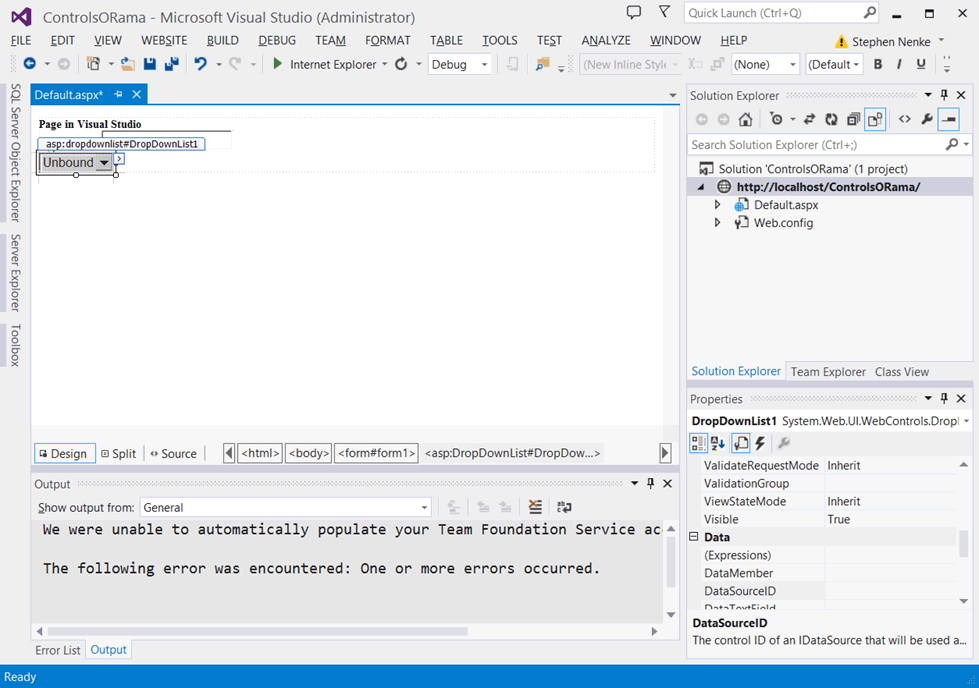 ControlsORama - Microsoft Visual Studio (Administrator)
Quick Launch (Ctrl+Q)
FILE EDIT VIEW WEBSITE BUILD DEBUG TEAM FORMAT TABLE TOOLS TEST ANALYZE WINDOW HELP
Stephen Nenke
Internet Explorer Debug (New Inline Style (None) (Default B I U
SQL Server Object Explorer
Server Explorer
Toolbox
Default.aspx*
Page in Visual Studio
asp:dropdownlist#DropDownList1
Unbound
Design Split Source <html> <body> <form#form1> <asp:DropDownList#DropDow...>
Output
Show output from: General
We were unable to automatically populate your Team Foundation Service ac
The following error was encountered: One or more errors occurred.
Error List Output
Solution Explorer
Search Solution Explorer (Ctrl+;)
Solution 'ControlsORama' (1 project)
http://localhost/ControlsORama/
Default.aspx
Web.config
Solution Explorer Team Explorer Class View
Properties
DropDownList1 System.Web.UI.WebControls.Dropl
ValidateRequestMode Inherit
ValidationGroup
ViewStateMode Inherit
Visible True
Data
(Expressions)
DataMember
DataSourceID
DataTextField
DataSourceID
The control ID of an IDataSource that will be used a...
Ready